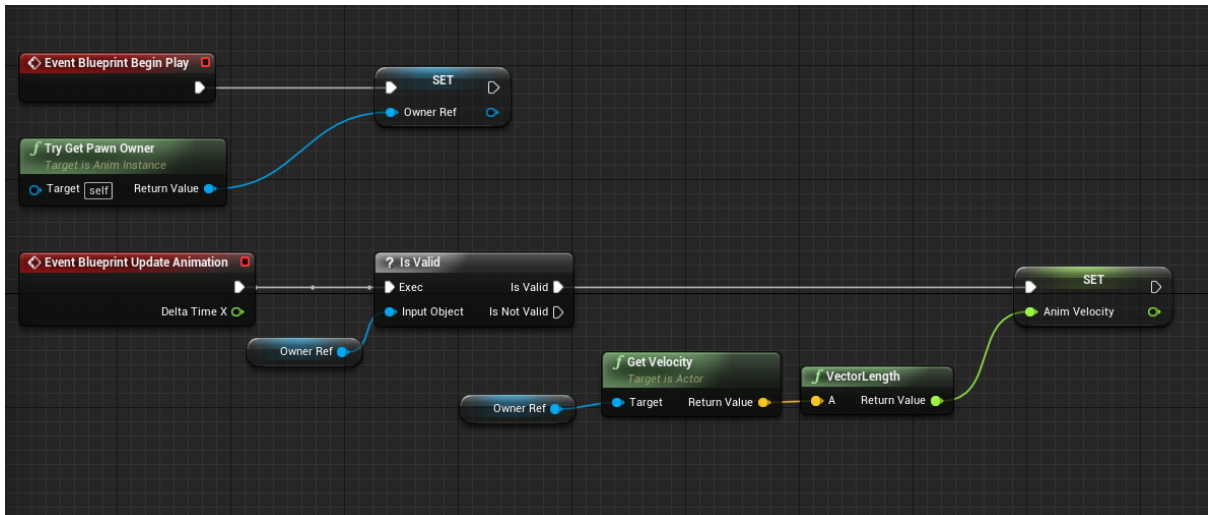 Event Blueprint Begin Play
SET
Owner Ref
f Try Get Pawn Owner
Target is Anim Instance
Target self Return Value
Event Blueprint Update Animation
Delta Time X
? Is Valid
Exec Is Valid
Input Object Is Not Valid
Owner Ref
SET
Anim Velocity
f Get Velocity
Target is Actor
Target Return Value
f VectorLength
A Return Value
Owner Ref